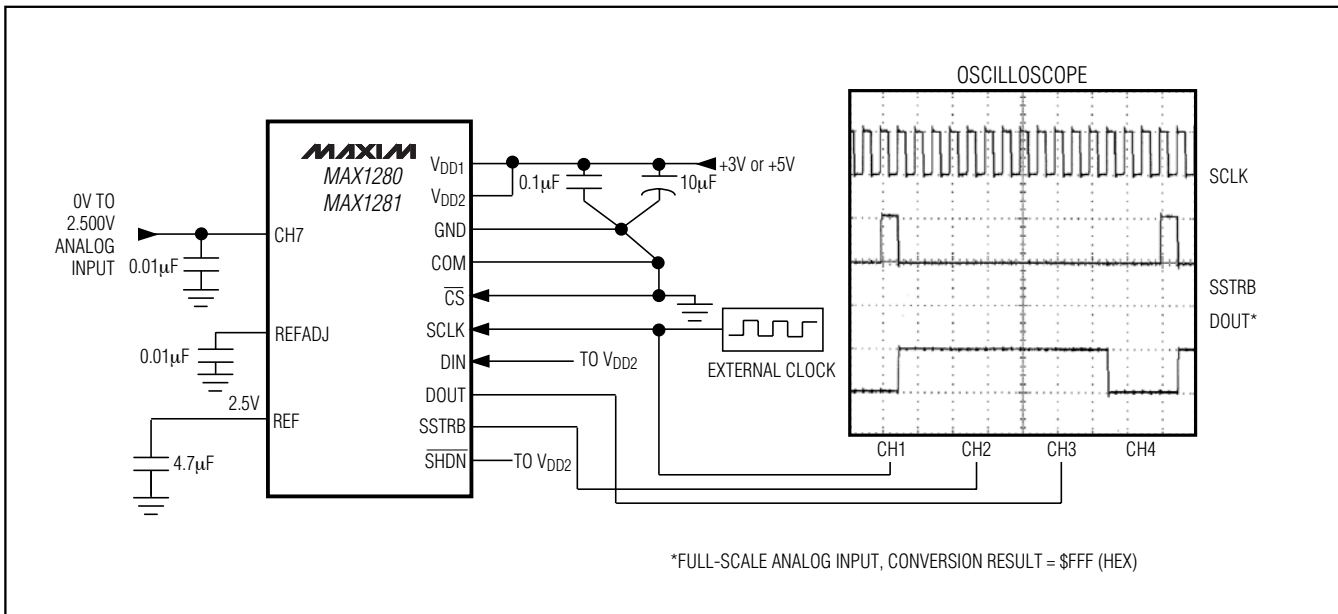 OSCILLOSCOPE
MAXIM
MAX1280
MAX1281
VDD1
VDD2
GND
COM
CS
SCLK
DIN
DOUT
SSTRB
SHDN
CH7
REFADJ
REF
0V TO
2.500V
ANALOG
INPUT
0.01µF
0.01µF
2.5V
4.7µF
0.1µF
10µF
+3V or +5V
EXTERNAL CLOCK
TO VDD2
TO VDD2
SCLK
SSTRB
DOUT*
CH1 CH2 CH3 CH4
*FULL-SCALE ANALOG INPUT, CONVERSION RESULT = $FFF (HEX)